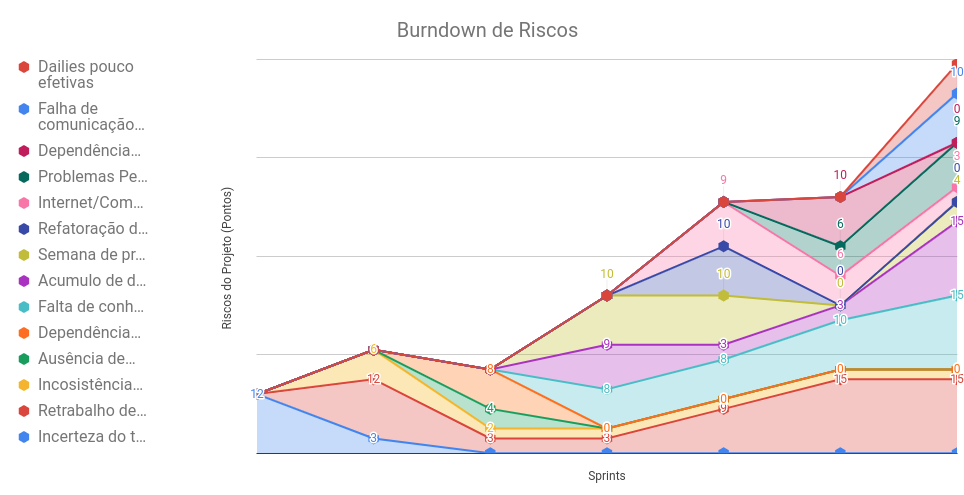 Burndown de Riscos
Dailies pouco
efetivas
Falha de
comunicação…
Dependência…
Problemas Pe…
Internet/Com…
Refatoração d…
Semana de pr…
Acumulo de d…
Falta de conh…
Dependência…
Ausência de…
Incosistência…
Retrabalho de…
Incerteza do t…
Riscos do Projeto (Pontos)
12
6
12
3
8
4
2
3
10
9
8
0
3
9
10
10
3
8
0
9
10
6
6
0
0
3
10
0
15
10
0
9
3
0
4
15
15
0
15
Sprints